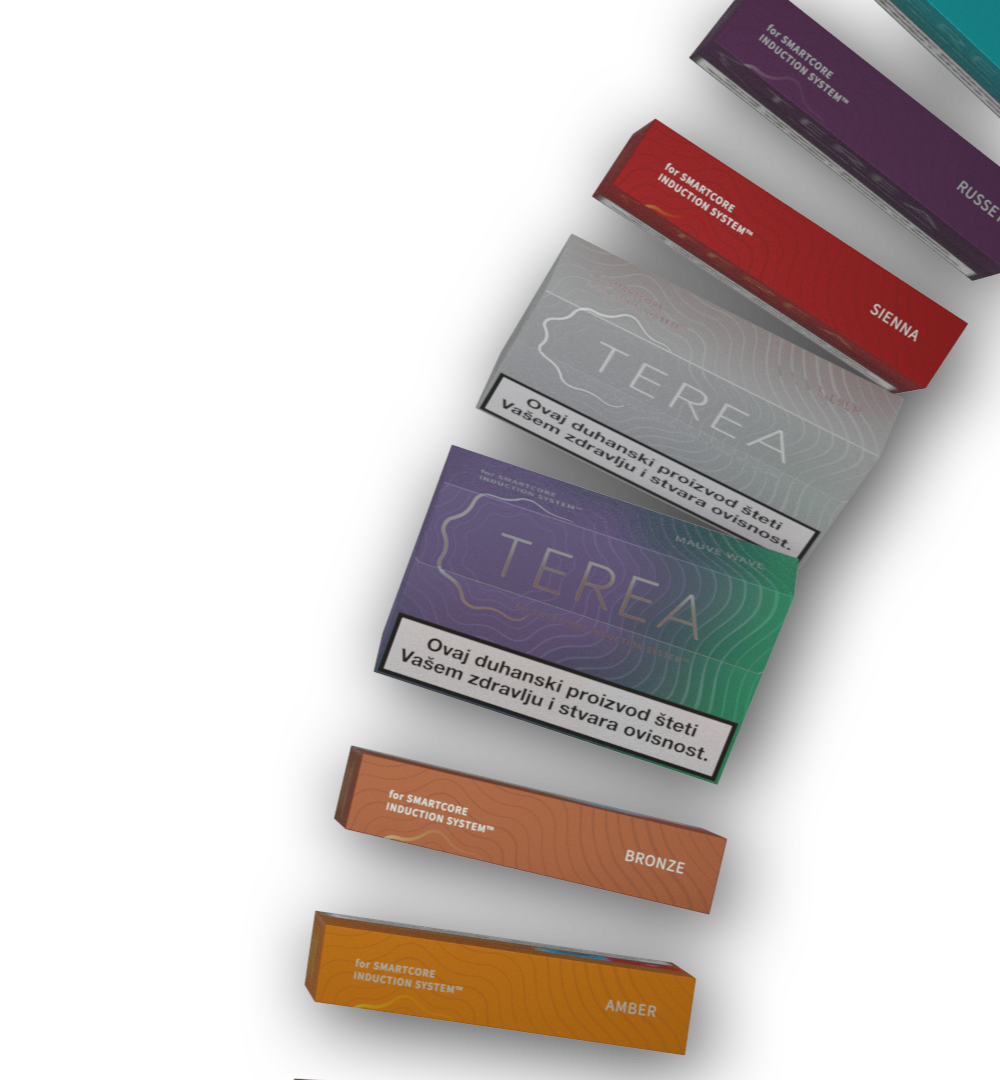 for SMARTCORE
INDUCTION SYSTEM™
RUSSE
for SMARTCORE
INDUCTION SYSTEM™
SIENNA
TEREA
Ovaj duhanski proizvod šteti
Vašem zdravlju i stvara ovisnost.
for SMARTCORE
INDUCTION SYSTEM™
MAUVE WAVE
TEREA
Ovaj duhanski proizvod šteti
Vašem zdravlju i stvara ovisnost.
for SMARTCORE
INDUCTION SYSTEM™
BRONZE
for SMARTCORE
INDUCTION SYSTEM™
AMBER